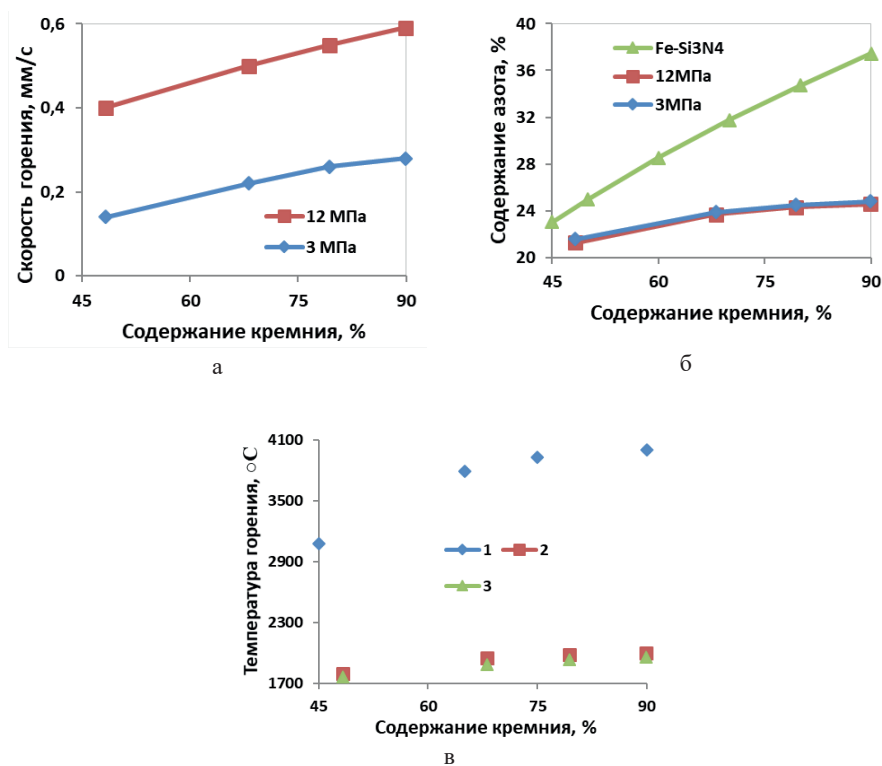 Скорость горения, мм/с
0,6
0,4
0,2
0
12 МПа
3 МПа
45 60 75 90
Содержание кремния, %
а
Содержание азота, %
40
36
32
28
24
20
Fe-Si3N4
12МПа
3МПа
45 60 75 90
Содержание кремния, %
б
Температура горения, ○С
4100
3500
2900
2300
1700
1 2
3
45 60 75 90
Содержание кремния, %
в